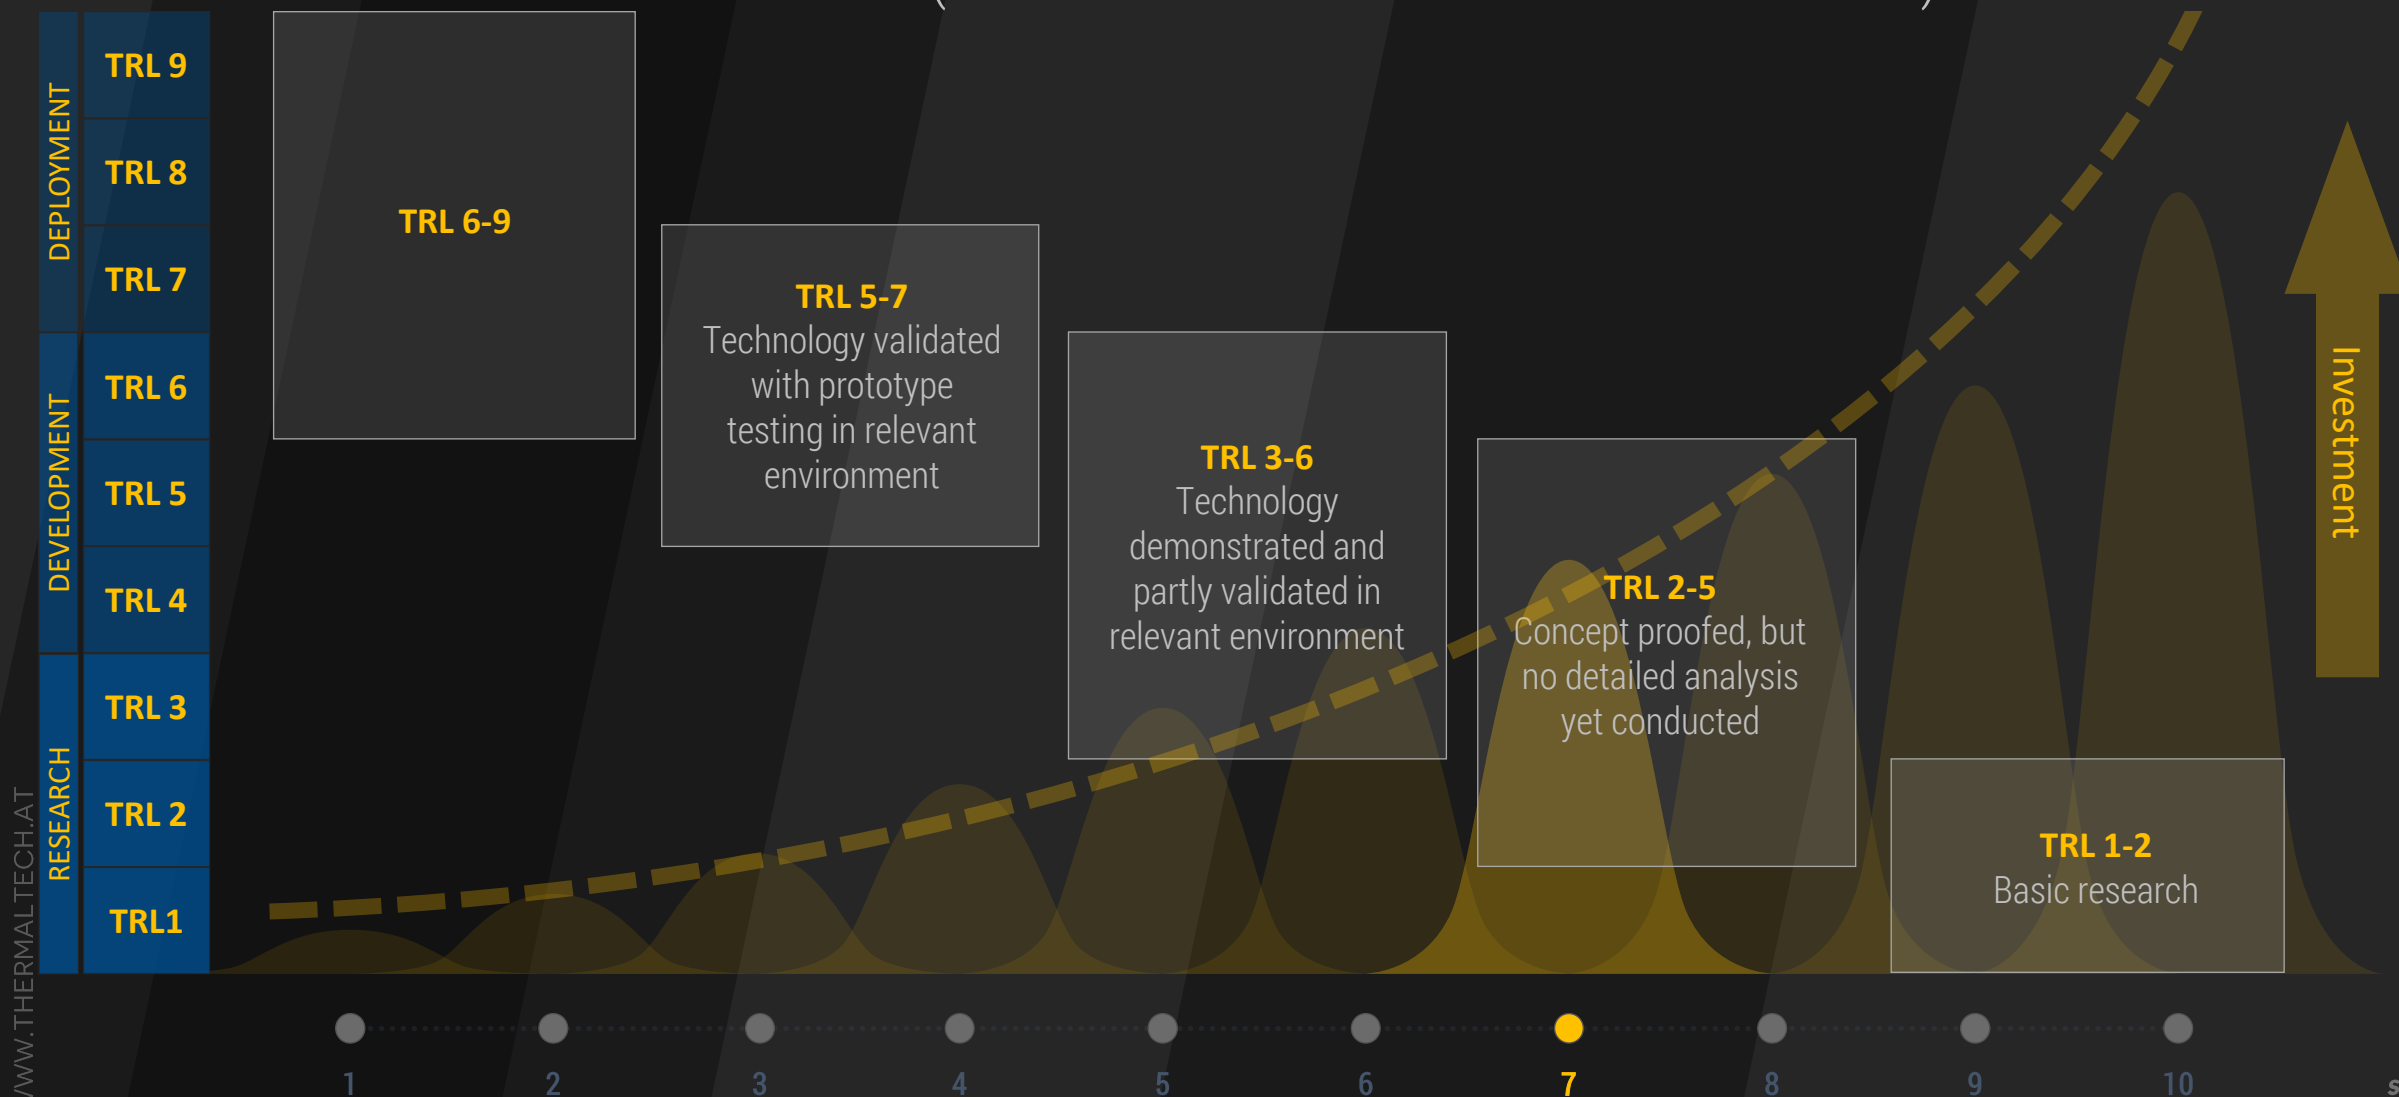 DEPLOYMENT
DEVELOPMENT
RESEARCH
TRL 9
TRL 8
TRL 7
TRL 6
TRL 5
TRL 4
TRL 3
TRL 2
TRL1
TRL 6-9
TRL 5-7
Technology validated
with prototype
testing in relevant
environment
TRL 3-6
Technology
demonstrated and
partly validated in
relevant environment
TRL 2-5
Concept proofed, but
no detailed analysis
yet conducted
TRL 1-2
Basic research
Investment
1
2
3
4
5
6
7
8
9
10
WWW.THERMALTECH.AT